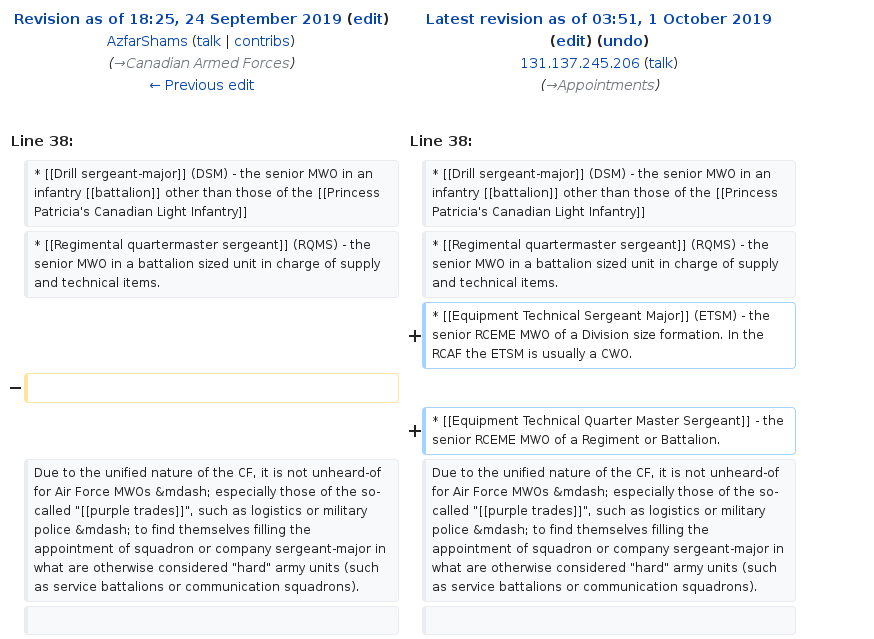 Revision as of 18:25, 24 September 2019 (edit)
AzfarShams (talk | contribs)
(→Canadian Armed Forces)
← Previous edit
Latest revision as of 03:51, 1 October 2019
(edit) (undo)
131.137.245.206 (talk)
(→Appointments)
Line 38:
Line 38:
* [[Drill sergeant-major]] (DSM) - the senior MWO in an
infantry [[battalion]] other than those of the [[Princess
Patricia's Canadian Light Infantry]]
* [[Drill sergeant-major]] (DSM) - the senior MWO in an
infantry [[battalion]] other than those of the [[Princess
Patricia's Canadian Light Infantry]]
* [[Regimental quartermaster sergeant]] (RQMS) - the
senior MWO in a battalion sized unit in charge of supply
and technical items.
* [[Regimental quartermaster sergeant]] (RQMS) - the
senior MWO in a battalion sized unit in charge of supply
and technical items.
+
* [[Equipment Technical Sergeant Major]] (ETSM) - the
senior RCEME MWO of a Division size formation. In the
RCAF the ETSM is usually a CWO.
−
+
* [[Equipment Technical Quarter Master Sergeant]] - the
senior RCEME MWO of a Regiment or Battalion.
Due to the unified nature of the CF, it is not unheard-of
for Air Force MWOs &mdash; especially those of the so-
called "[[purple trades]]", such as logistics or military
police &mdash; to find themselves filling the
appointment of squadron or company sergeant-major in
what are otherwise considered "hard" army units (such
as service battalions or communication squadrons).
Due to the unified nature of the CF, it is not unheard-of
for Air Force MWOs &mdash; especially those of the so-
called "[[purple trades]]", such as logistics or military
police &mdash; to find themselves filling the
appointment of squadron or company sergeant-major in
what are otherwise considered "hard" army units (such
as service battalions or communication squadrons).